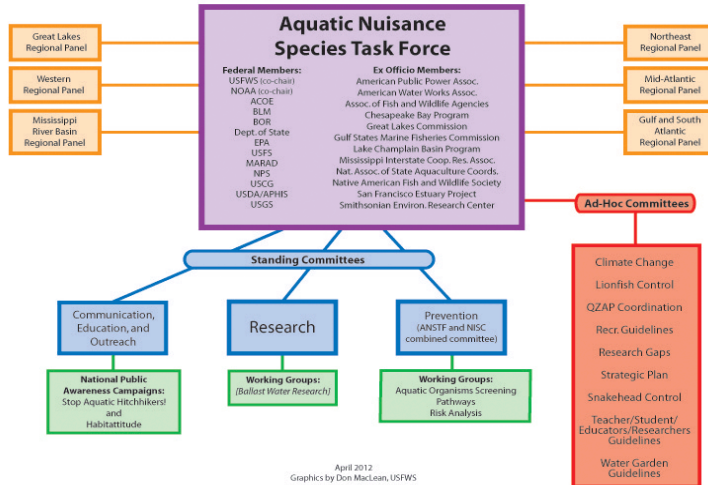 Aquatic Nuisance
Species Task Force
Great Lakes
Regional Panel
Western
Regional Panel
Mississippi
River Basin
Regional Panel
Federal Members:
USFWS (co-chair)
NOAA (co-chair)
ACOE
BLM
BOR
Dept. of State
EPA
USFS
MARAD
NPS
USCG
USDA/APHIS
USGS
Ex Officio Members:
American Public Power Assoc.
American Water Works Assoc.
Assoc. of Fish and Wildlife Agencies
Chesapeake Bay Program
Great Lakes Commission
Gulf States Marine Fisheries Commission
Lake Champlain Basin Program
Mississippi Interstate Coop. Res. Assoc.
Nat. Assoc. of State Aquaculture Coords.
Native American Fish and Wildlife Society
San Francisco Estuary Project
Smithsonian Environ. Research Center
Northeast
Regional Panel
Mid-Atlantic
Regional Panel
Gulf and South
Atlantic
Regional Panel
Standing Committees
Communication,
Education, and
Outreach
Research
Prevention
(ANSTF and NISC
combined committee)
National Public
Awareness Campaigns:
Stop Aquatic Hitchhikers!
and
Habitattitude
Working Groups:
[Ballast Water Research]
Working Groups:
Aquatic Organisms Screening
Pathways
Risk Analysis
Ad-Hoc Committees
Climate Change
Lionfish Control
QZAP Coordination
Recr. Guidelines
Research Gaps
Strategic Plan
Snakehead Control
Teacher/Student/
Educators/Researchers
Guidelines
Water Garden
Guidelines
April 2012
Graphics by Don MacLean, USFWS